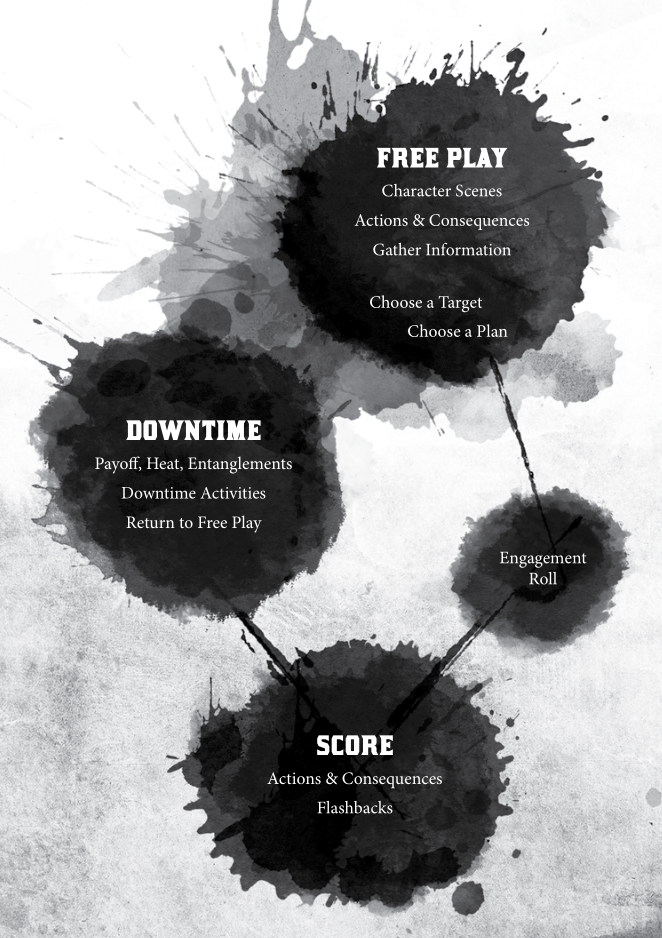 FREE PLAY
Character Scenes
Actions & Consequences
Gather Information
Choose a Target
Choose a Plan
DOWNTIME
Payoff, Heat, Entanglements
Downtime Activities
Return to Free Play
Engagement
Roll
SCORE
Actions & Consequences
Flashbacks